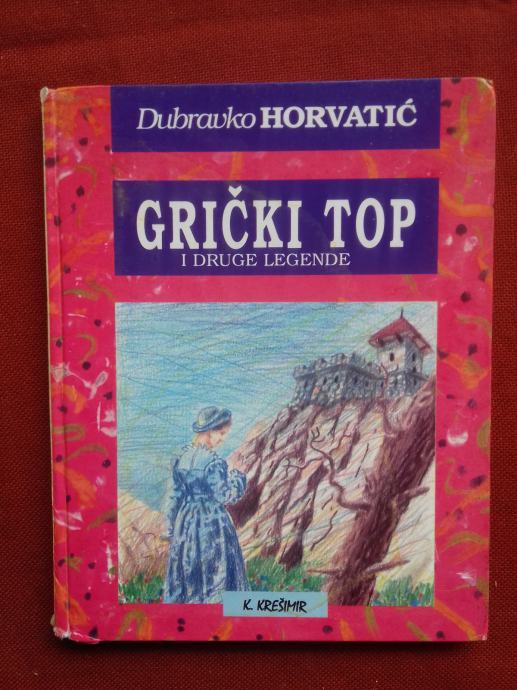 Dubravko HORVATIĆ
GRIČKI TOP
I DRUGE LEGENDE
K. KREŠIMIR